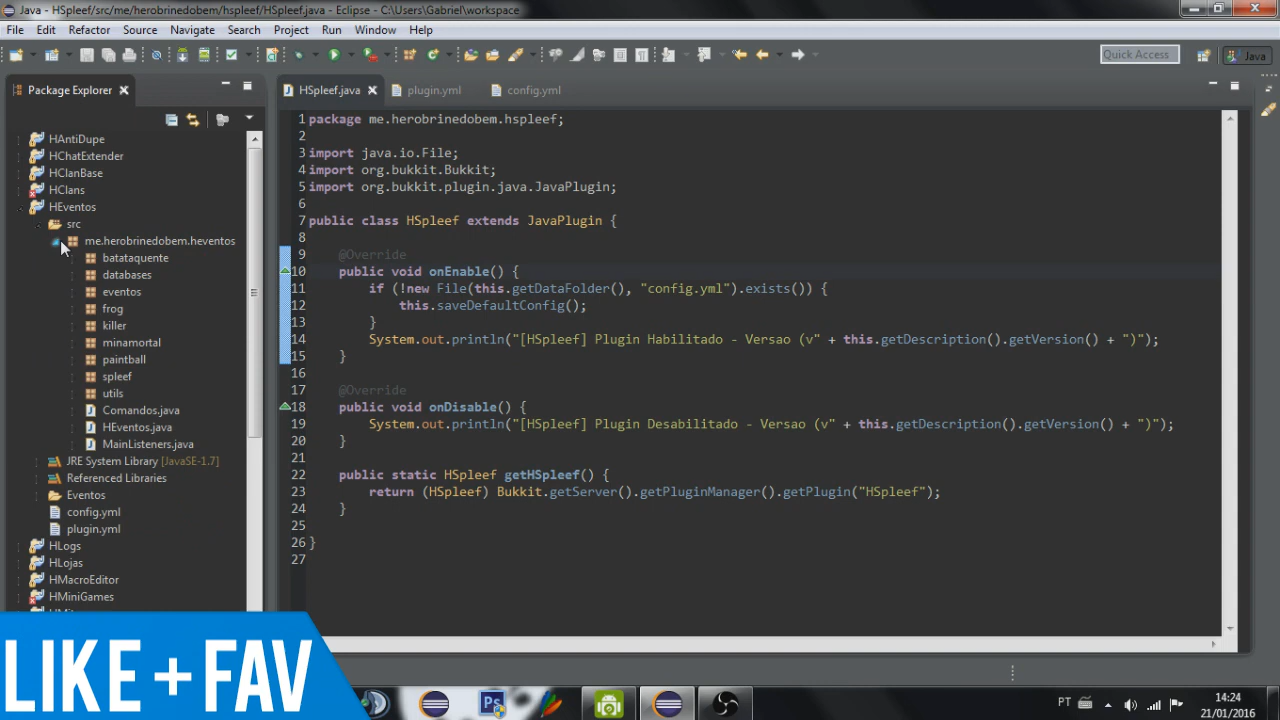 Java - HSpleef/src/me/herobrinedobem/hspleef/HSpleef.java - Eclipse - C:\Users\Gabriel\workspace
File Edit Refactor Source Navigate Search Project Run Window Help
Quick Access
Java
Package Explorer
HAntiDupe
HChatExtender
HClanBase
HClans
HEventos
src
me.herobrinedobem.heventos
batataquente
databases
eventos
frog
killer
minamortal
paintball
spleef
utils
Comandos.java
HEventos.java
MainListeners.java
JRE System Library [JavaSE-1.7]
Referenced Libraries
Eventos
config.yml
plugin.yml
HLogs
HLojas
HMacroEditor
HMiniGames
HSpleef.java plugin.yml config.yml
1 package me.herobrinedobem.hspleef;
2
3 import java.io.File;
4 import org.bukkit.Bukkit;
5 import org.bukkit.plugin.java.JavaPlugin;
6
7 public class HSpleef extends JavaPlugin {
8
9 @Override
10 public void onEnable() {
11 if (!new File(this.getDataFolder(), "config.yml").exists()) {
12 this.saveDefaultConfig();
13 }
14 System.out.println("[HSpleef] Plugin Habilitado - Versao (v" + this.getDescription().getVersion() + ")");
15 }
16
17 @Override
18 public void onDisable() {
19 System.out.println("[HSpleef] Plugin Desabilitado - Versao (v" + this.getDescription().getVersion() + ")");
20 }
21
22 public static HSpleef getHSpleef() {
23 return (HSpleef) Bukkit.getServer().getPluginManager().getPlugin("HSpleef");
24 }
25
26 }
27
LIKE + FAV
Ps
PT
14:24
21/01/2016